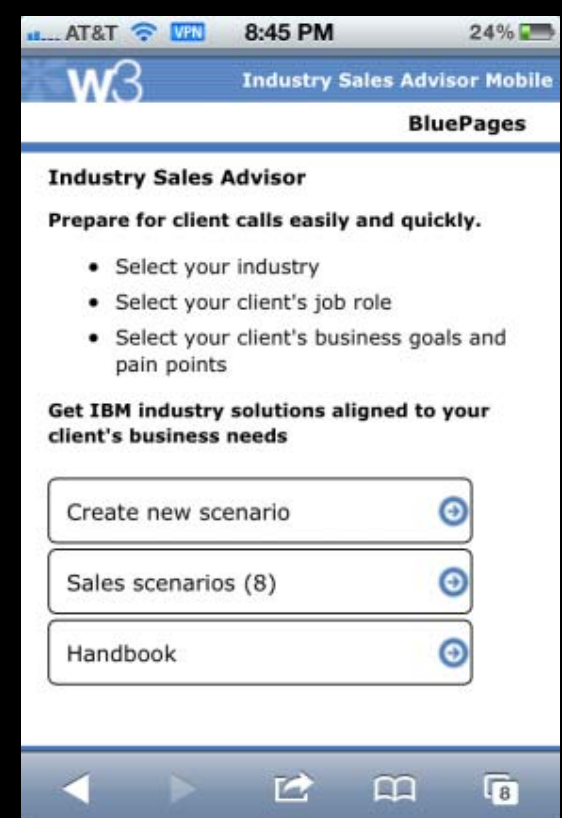 AT&T VPN 8:45 PM 24%
w3 Industry Sales Advisor Mobile
BluePages
Industry Sales Advisor
Prepare for client calls easily and quickly.
• Select your industry
• Select your client's job role
• Select your client's business goals and
pain points
Get IBM industry solutions aligned to your
client's business needs
Create new scenario
Sales scenarios (8)
Handbook
8